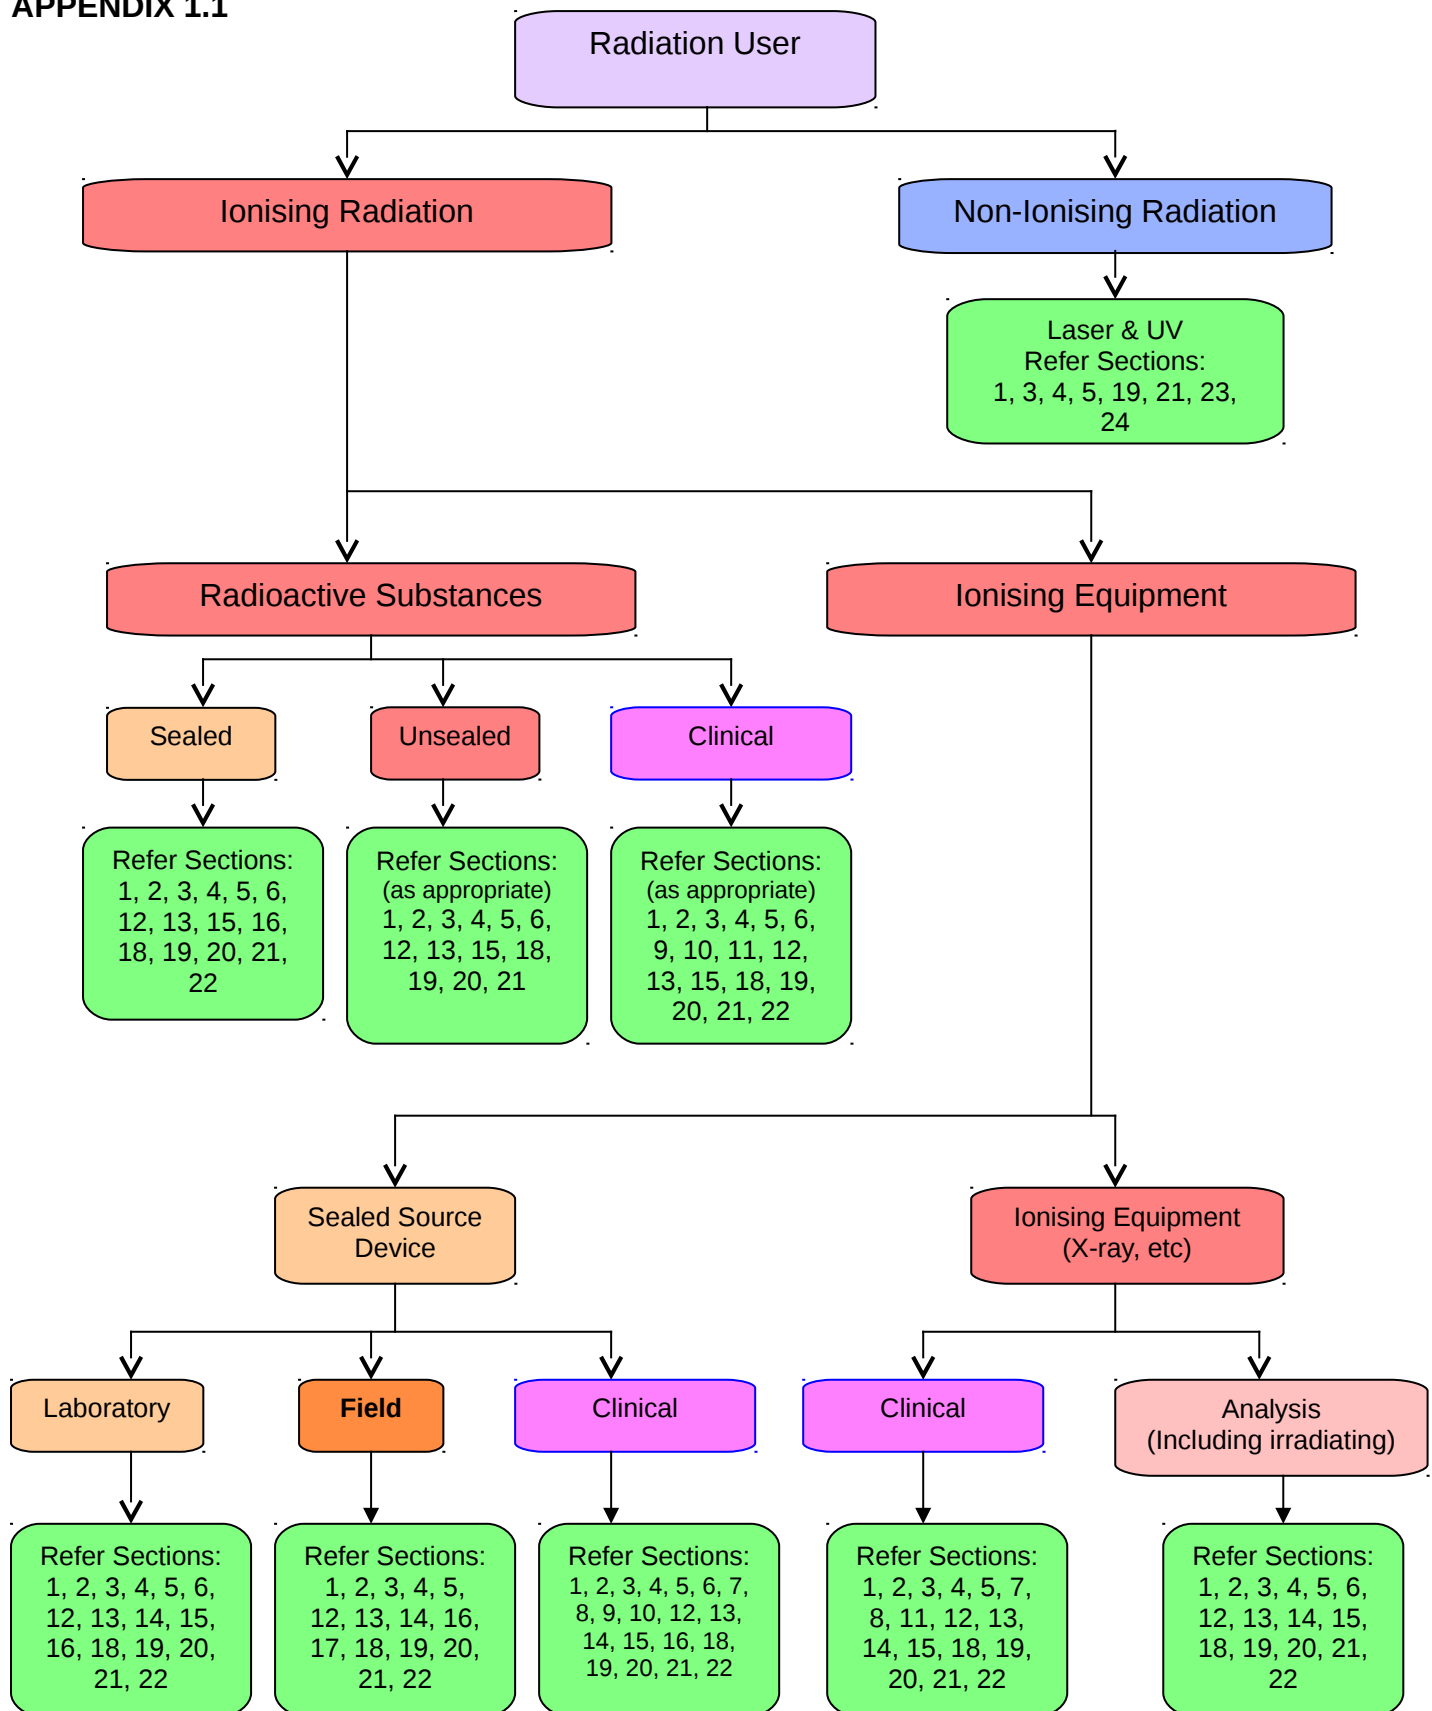 APPENDIX 1.1
Radiation User
Ionising Radiation
Non-Ionising Radiation
Laser & UV
Refer Sections:
1, 3, 4, 5, 19, 21, 23,
24
Radioactive Substances
Ionising Equipment
Sealed
Unsealed
Clinical
Refer Sections:
1, 2, 3, 4, 5, 6,
12, 13, 15, 16,
18, 19, 20, 21,
22
Refer Sections:
(as appropriate)
1, 2, 3, 4, 5, 6,
12, 13, 15, 18,
19, 20, 21
Refer Sections:
(as appropriate)
1, 2, 3, 4, 5, 6,
9, 10, 11, 12,
13, 15, 18, 19,
20, 21, 22
Sealed Source
Device
Ionising Equipment
(X-ray, etc)
Laboratory
Field
Clinical
Clinical
Analysis
(Including irradiating)
Refer Sections:
1, 2, 3, 4, 5, 6,
12, 13, 14, 15,
16, 18, 19, 20,
21, 22
Refer Sections:
1, 2, 3, 4, 5,
12, 13, 14, 16,
17, 18, 19, 20,
21, 22
Refer Sections:
1, 2, 3, 4, 5, 6, 7,
8, 9, 10, 12, 13,
14, 15, 16, 18,
19, 20, 21, 22
Refer Sections:
1, 2, 3, 4, 5, 7,
8, 11, 12, 13,
14, 15, 18, 19,
20, 21, 22
Refer Sections:
1, 2, 3, 4, 5, 6,
12, 13, 14, 15,
18, 19, 20, 21,
22